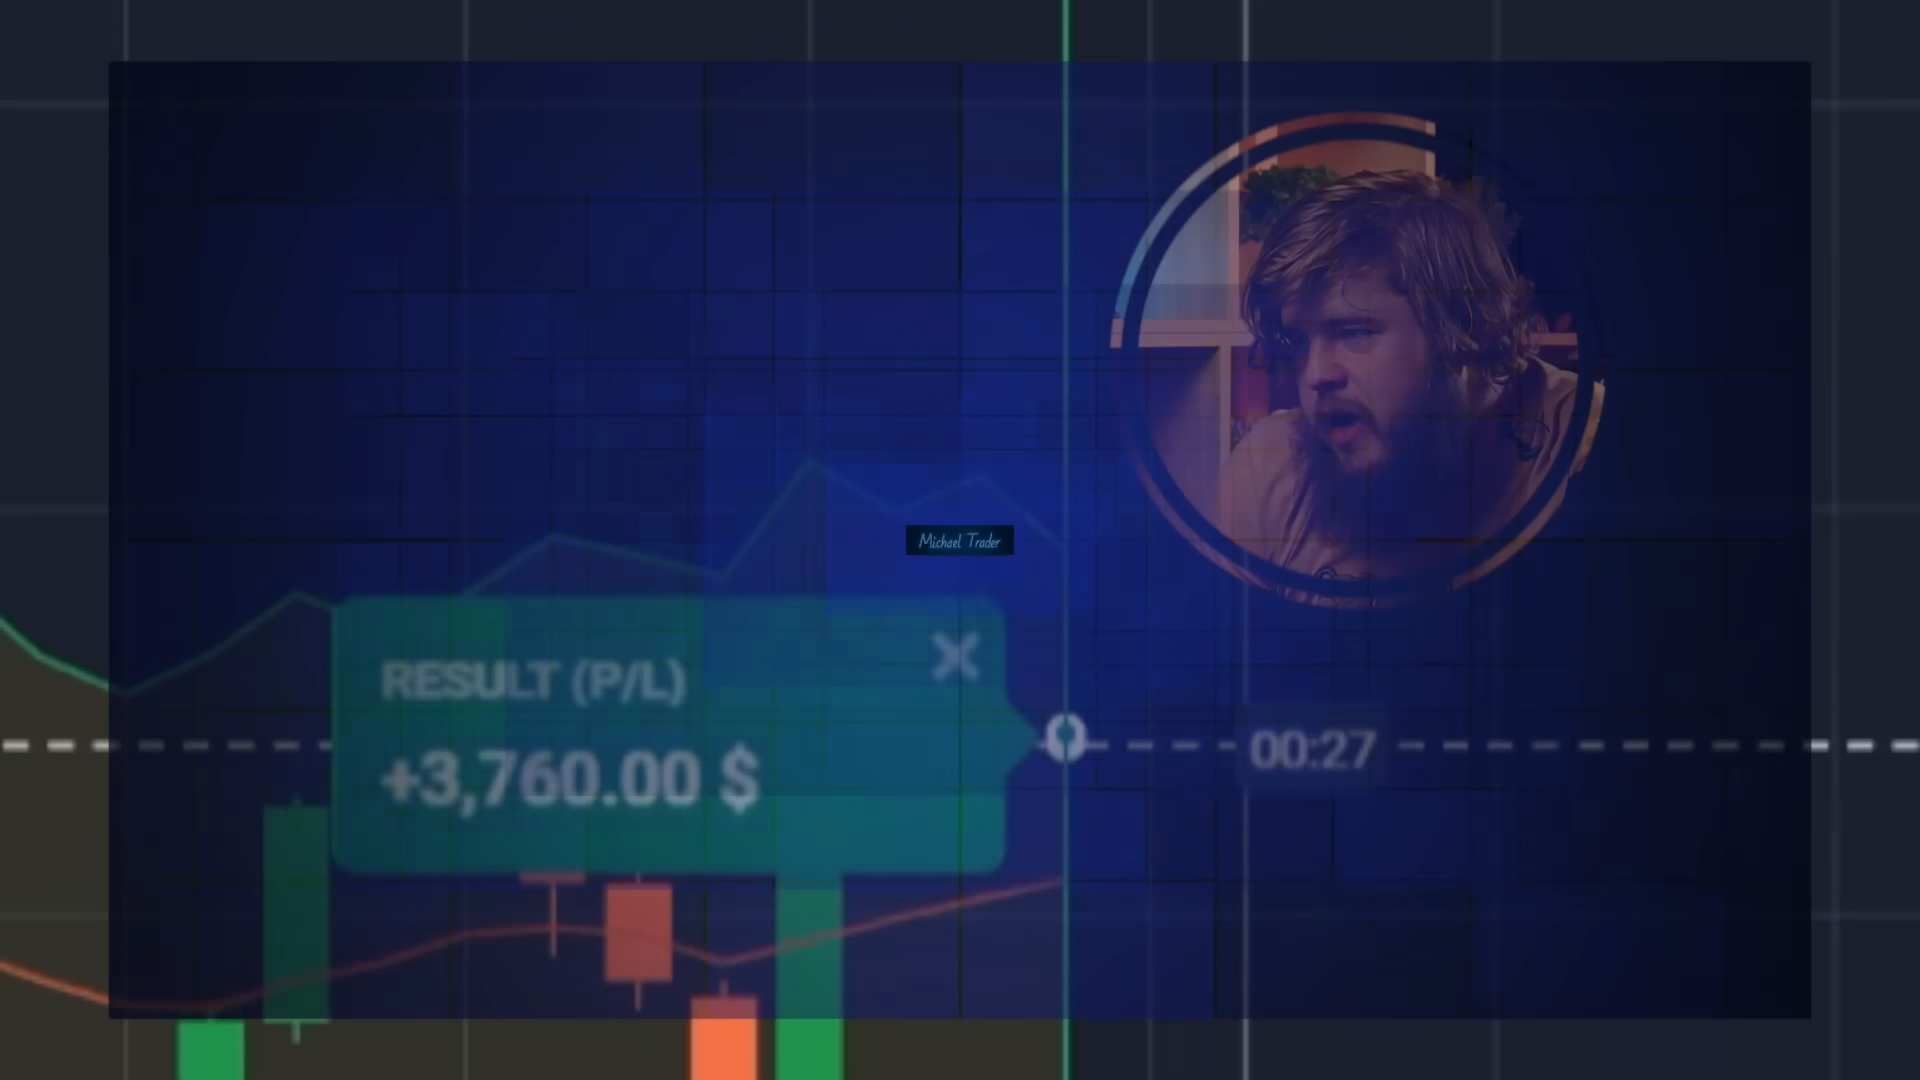 Michael Trader
RESULT (P/L)
+3,760.00 $
00:27